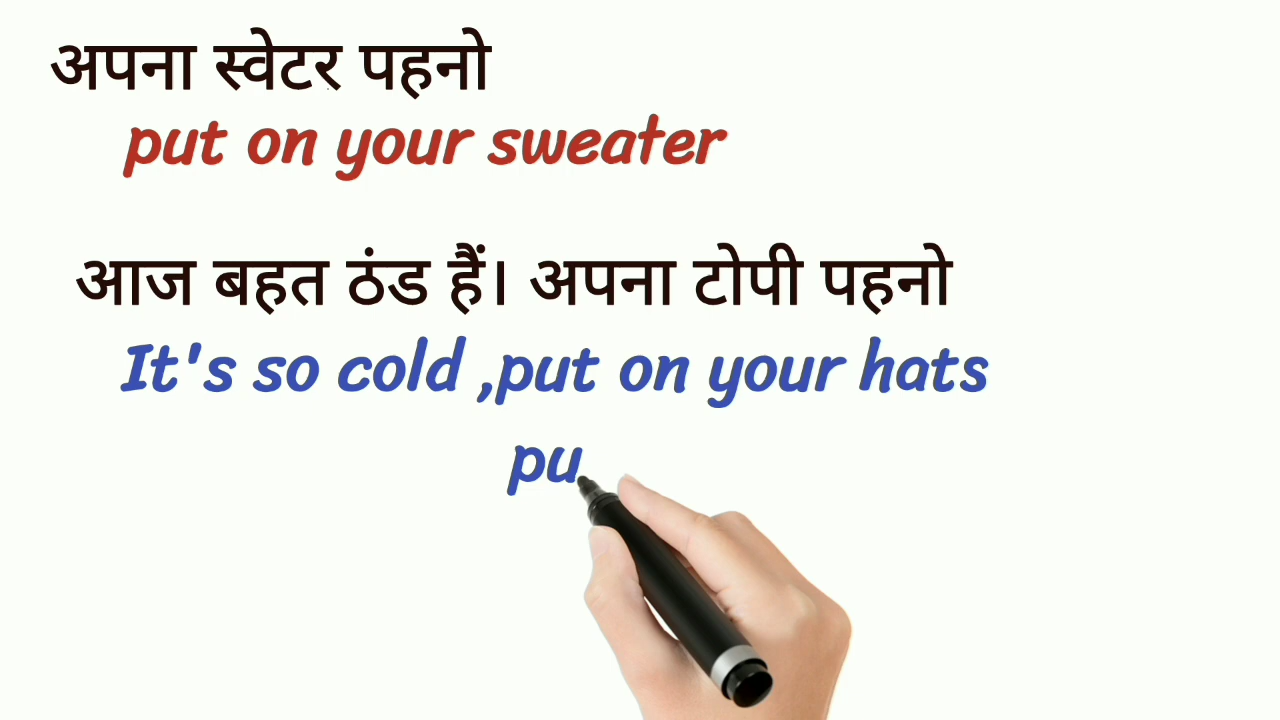 अपना स्वेटर पहनो
put on your sweater
आज बहत ठंड हैं। अपना टोपी पहनो
It's so cold ,put on your hats
pu